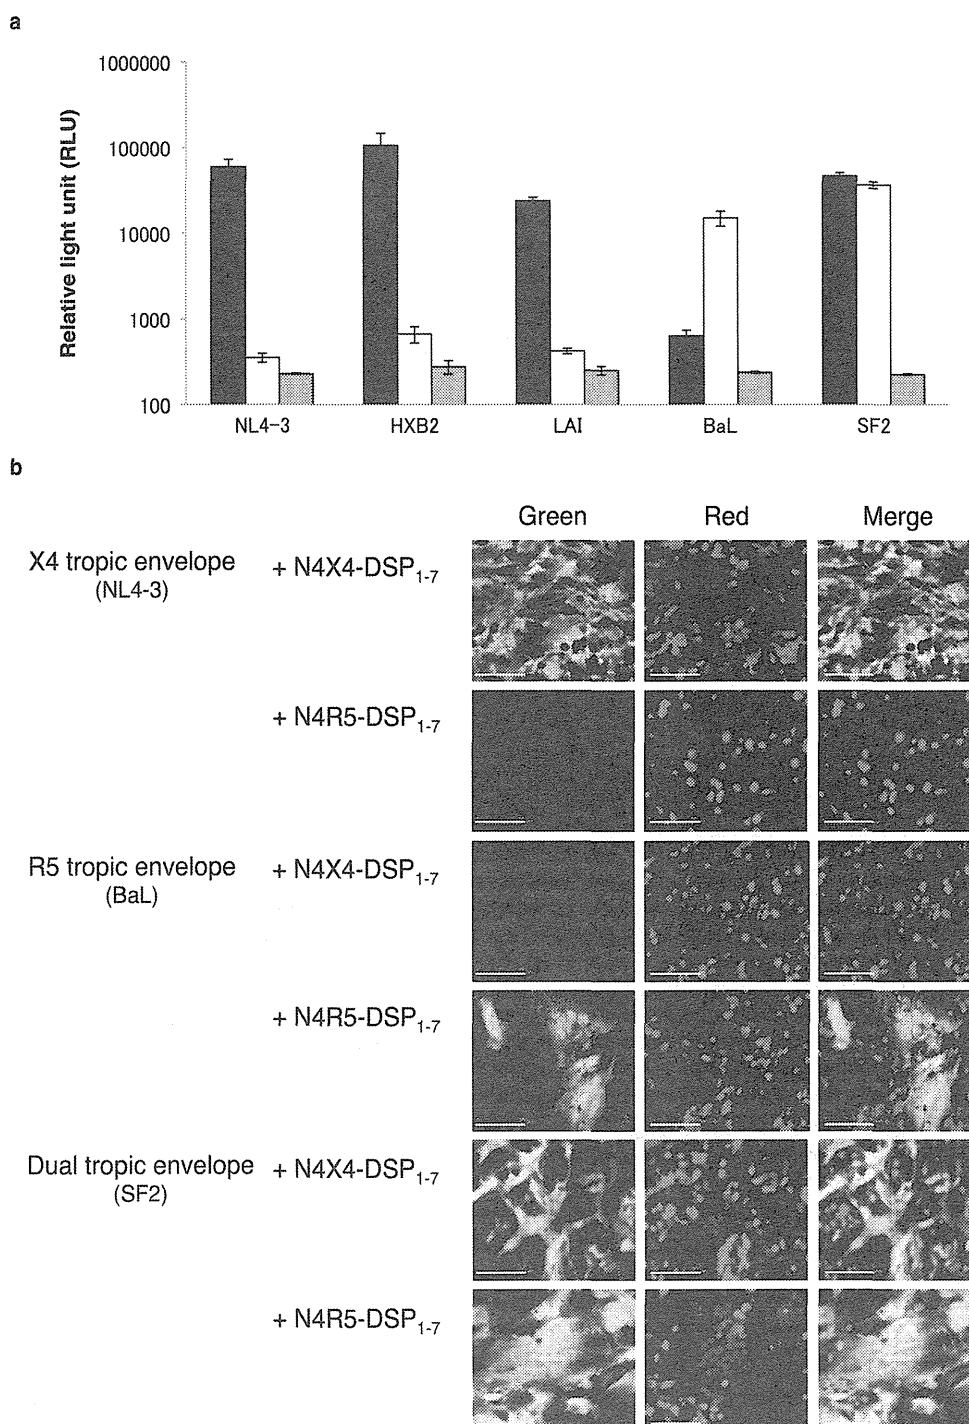 a
1000000
100000
10000
1000
100
Relative light unit (RLU)
NL4-3 HXB2 LAI BaL SF2
b
Green Red Merge
X4 tropic envelope
(NL4-3)
+ N4X4-DSP1-7
+ N4R5-DSP1-7
R5 tropic envelope
(BaL)
+ N4X4-DSP1-7
+ N4R5-DSP1-7
Dual tropic envelope
(SF2)
+ N4X4-DSP1-7
+ N4R5-DSP1-7